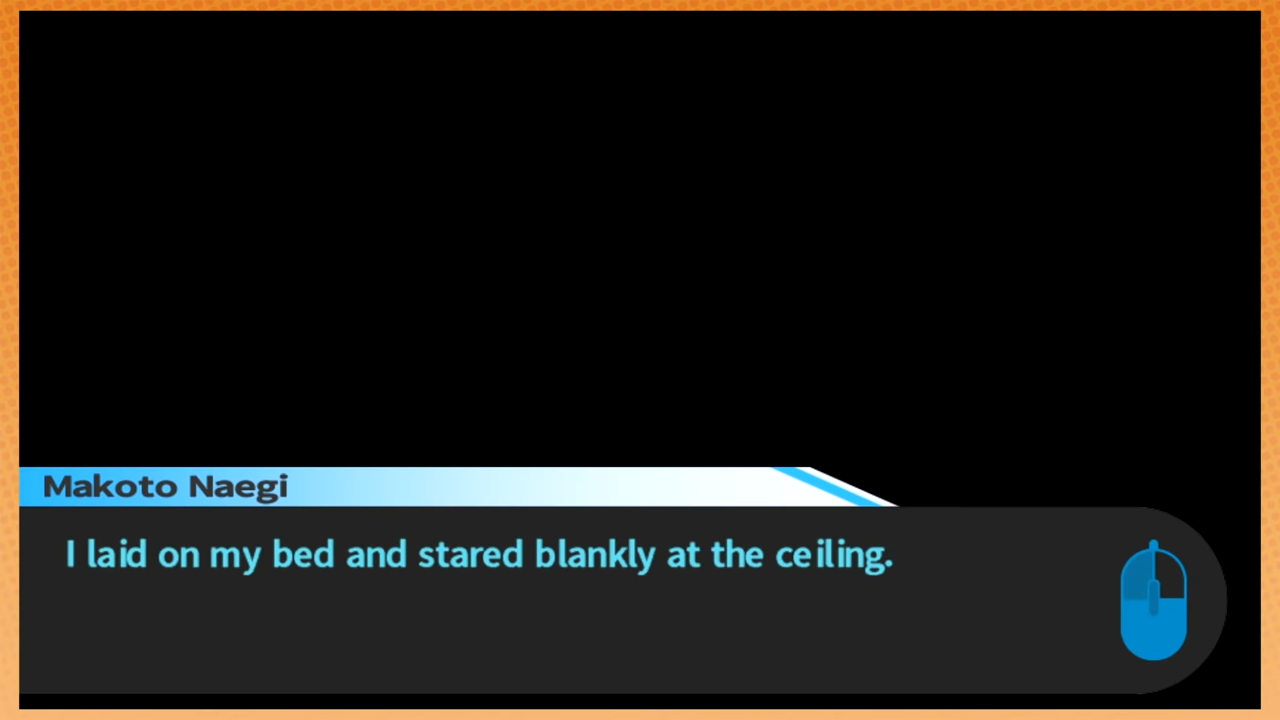 Makoto Naegi
I laid on my bed and stared blankly at the ceiling.